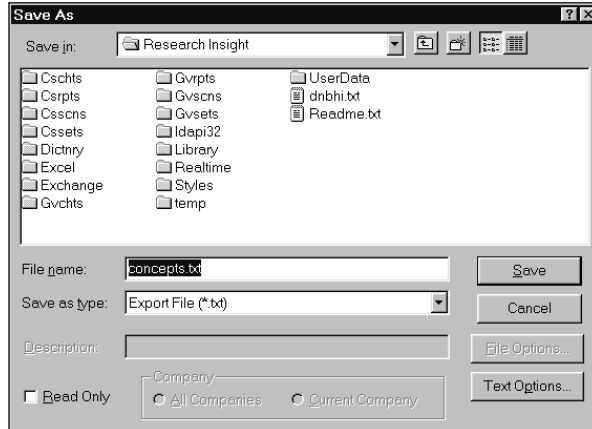 Save As
Save in: Research Insight
Cschts Gvrpts UserData
Csrpts Gvscns dnbhi.txt
Csscns Gvsets Readme.txt
Cssets Idapi32
Dictnry Library
Excel Realtime
Exchange Styles
Gvchts temp
File name: concepts.txt Save
Save as type: Export File (*.txt) Cancel
Description: File Options...
Company
Read Only All Companies Current Company Text Options...